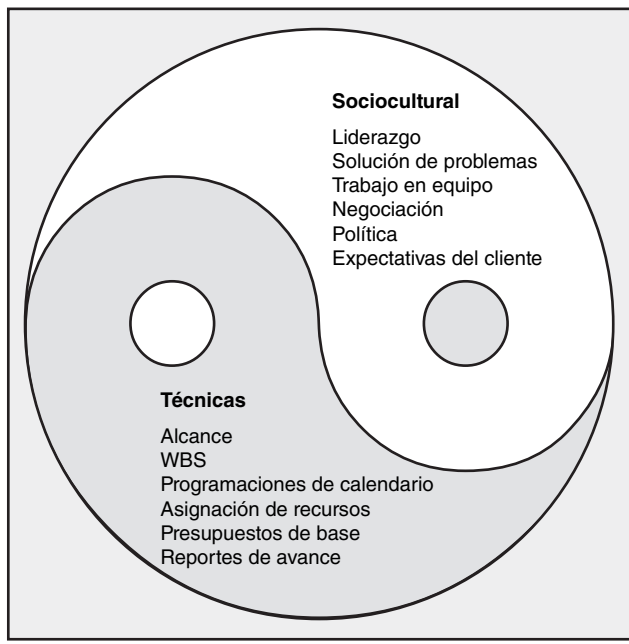 Sociocultural
Liderazgo
Solución de problemas
Trabajo en equipo
Negociación
Política
Expectativas del cliente
Técnicas
Alcance
WBS
Programaciones de calendario
Asignación de recursos
Presupuestos de base
Reportes de avance